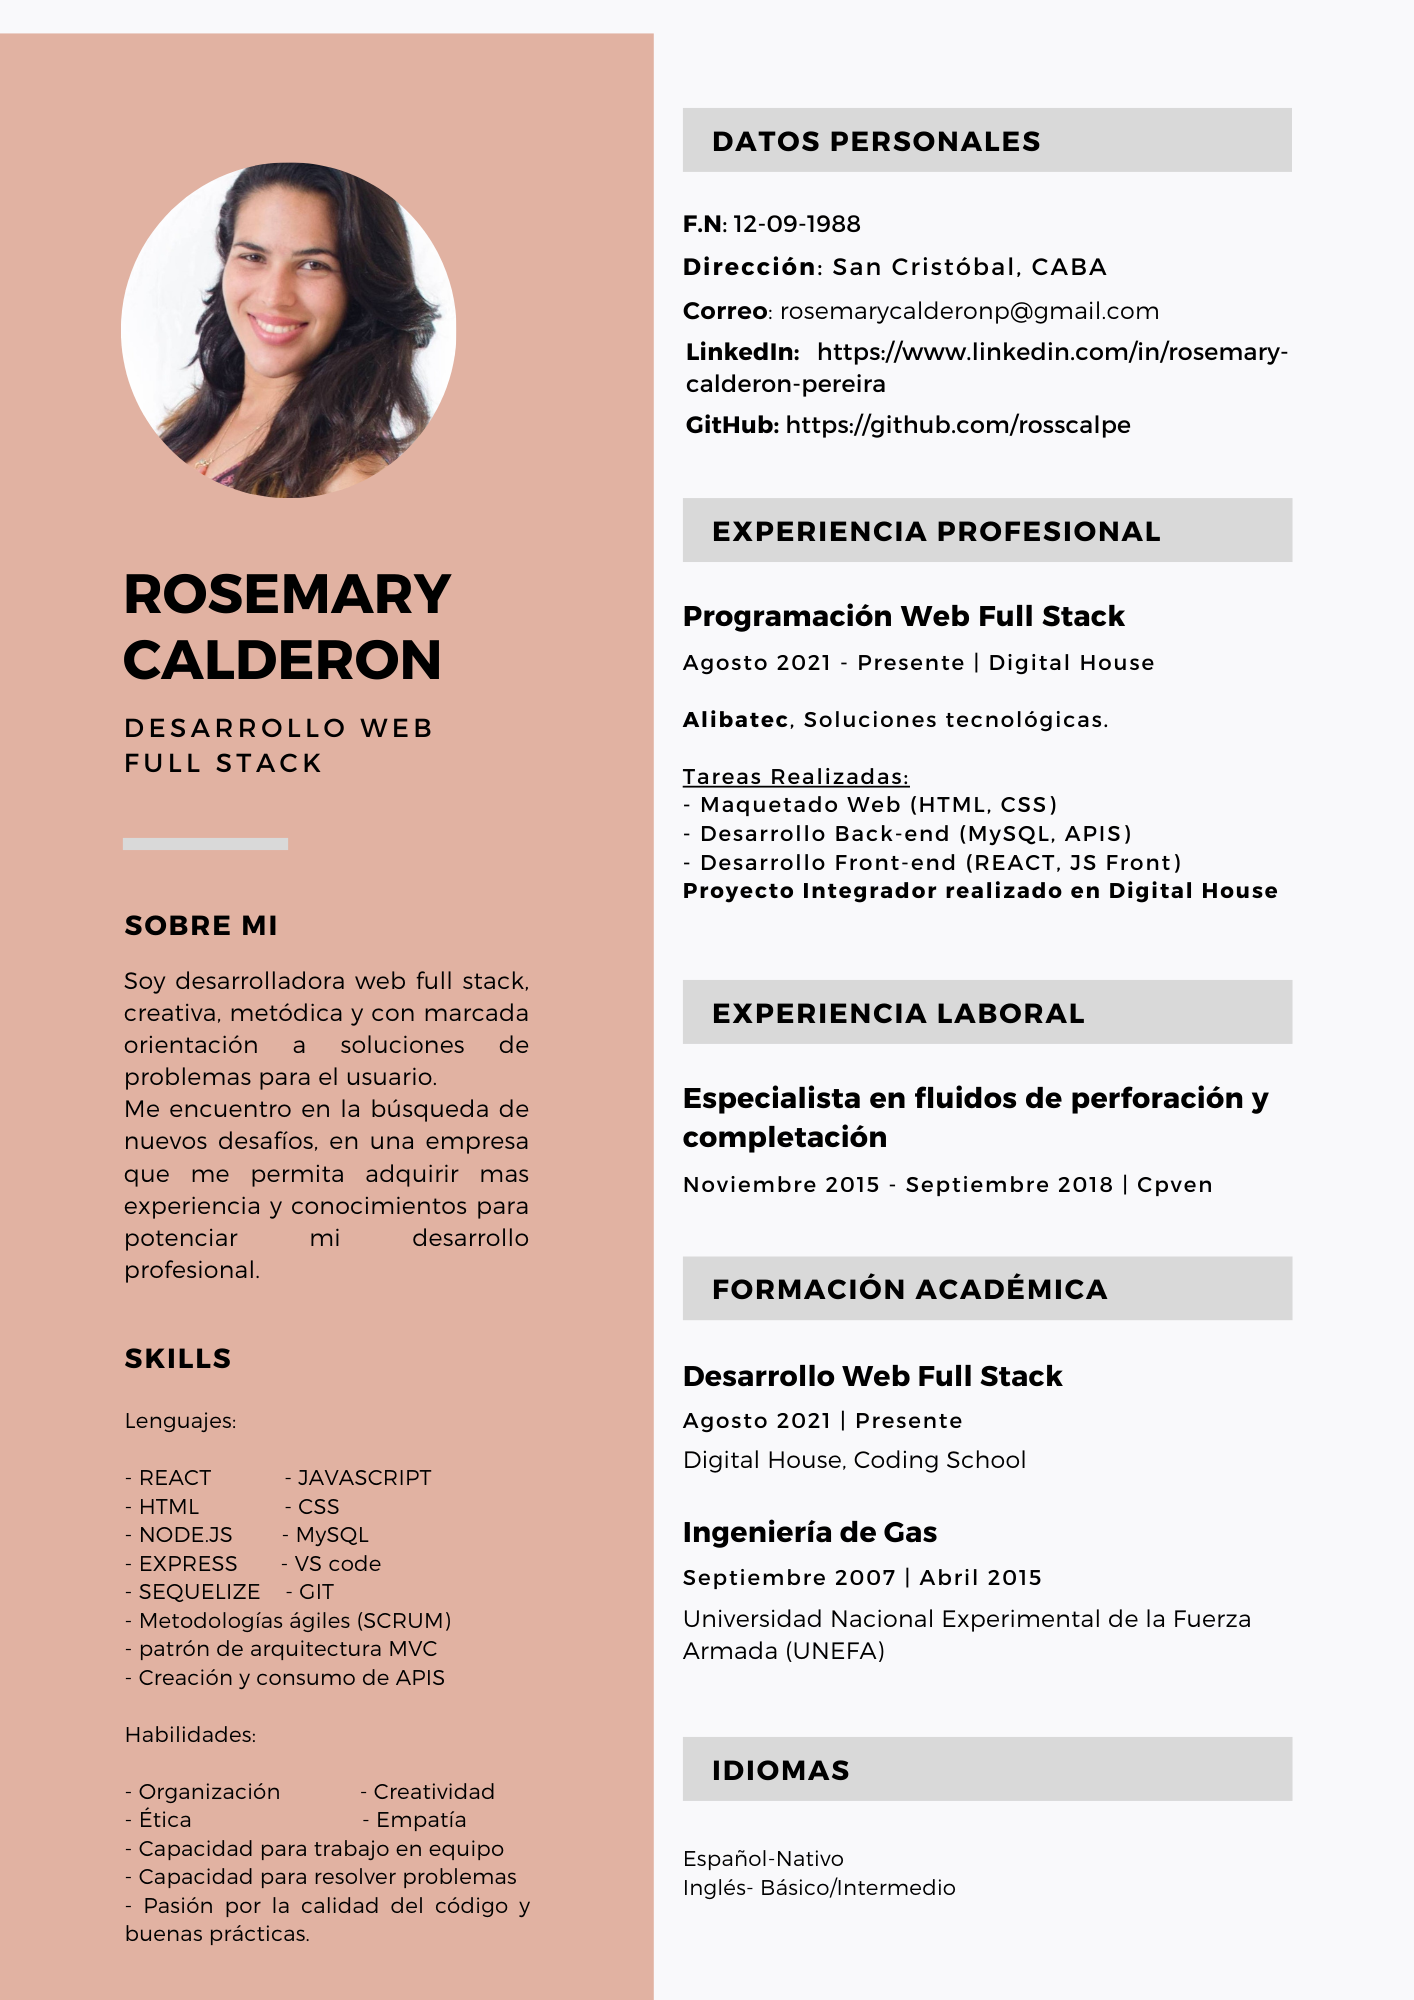 ROSEMARY
CALDERON
DESARROLLO WEB
FULL STACK
SOBRE MI
Soy desarrolladora web full stack,
creativa, metódica y con marcada
orientación a soluciones de
problemas para el usuario.
Me encuentro en la búsqueda de
nuevos desafíos, en una empresa
que me permita adquirir mas
experiencia y conocimientos para
potenciar mi desarrollo
profesional.
SKILLS
Lenguajes:
- REACT - JAVASCRIPT
- HTML - CSS
- NODE.JS - MySQL
- EXPRESS - VS code
- SEQUELIZE - GIT
- Metodologías ágiles (SCRUM)
- patrón de arquitectura MVC
- Creación y consumo de APIS
Habilidades:
- Organización - Creatividad
- Ética - Empatía
- Capacidad para trabajo en equipo
- Capacidad para resolver problemas
- Pasión por la calidad del código y
buenas prácticas.
DATOS PERSONALES
F.N: 12-09-1988
Dirección: San Cristóbal, CABA
Correo: rosemarycalderonp@gmail.com
LinkedIn: https://www.linkedin.com/in/rosemary-
calderon-pereira
GitHub: https://github.com/rosscalpe
EXPERIENCIA PROFESIONAL
Programación Web Full Stack
Agosto 2021 - Presente | Digital House
Alibatec, Soluciones tecnológicas.
Tareas Realizadas:
- Maquetado Web (HTML, CSS)
- Desarrollo Back-end (MySQL, APIS)
- Desarrollo Front-end (REACT, JS Front)
Proyecto Integrador realizado en Digital House
EXPERIENCIA LABORAL
Especialista en fluidos de perforación y
completación
Noviembre 2015 - Septiembre 2018 | Cpven
FORMACIÓN ACADÉMICA
Desarrollo Web Full Stack
Agosto 2021 | Presente
Digital House, Coding School
Ingeniería de Gas
Septiembre 2007 | Abril 2015
Universidad Nacional Experimental de la Fuerza
Armada (UNEFA)
IDIOMAS
Español-Nativo
Inglés- Básico/Intermedio